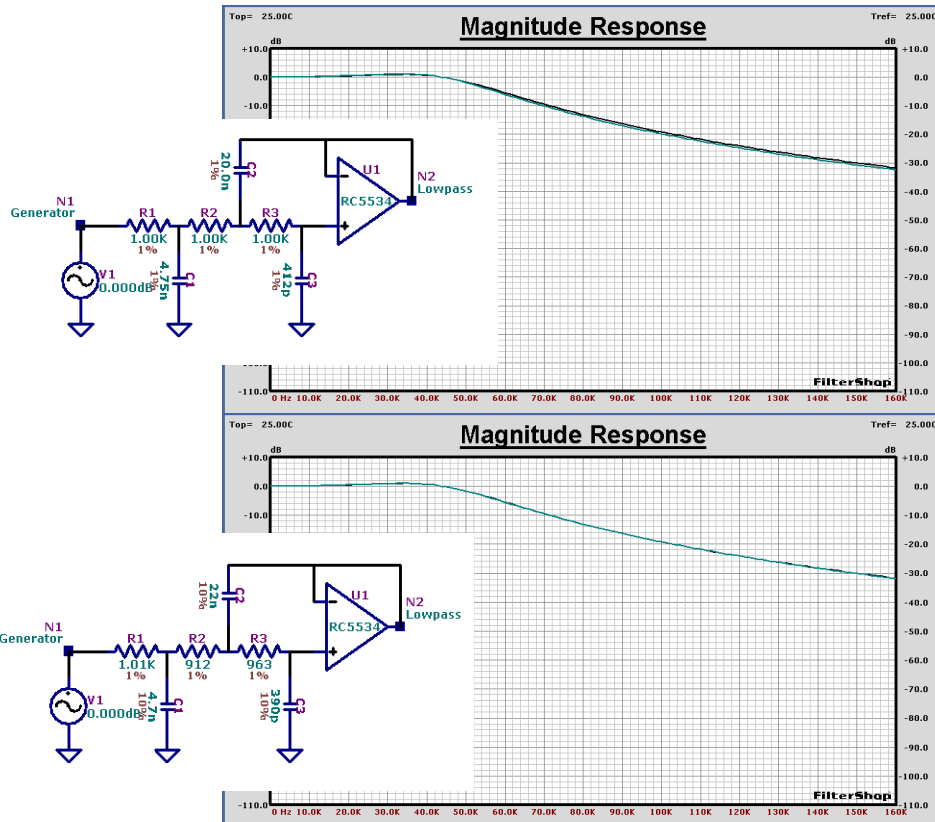 Top= 25.00C
Magnitude Response
Tref= 25.00C
dB dB
+10.0 +10.0
0.0 0.0
-10.0 -10.0
-20.0
-30.0
-40.0
-50.0
-60.0
-70.0
-80.0
-90.0
-100.0
-110.0 -110.0
FilterShop
0 Hz 10.0K 20.0K 30.0K 40.0K 50.0K 60.0K 70.0K 80.0K 90.0K 100K 110K 120K 130K 140K 150K 160K
N1
Generator
V1
0.000dB
R1
1.00K
1%
R2
1.00K
1%
R3
1.00K
1%
C1
4.75n
1%
C2
20.0n
1%
C3
412p
1%
U1
RC5534
N2
Lowpass
Top= 25.00C
Magnitude Response
Tref= 25.00C
dB dB
+10.0 +10.0
0.0 0.0
-10.0 -10.0
-20.0
-30.0
-40.0
-50.0
-60.0
-70.0
-80.0
-90.0
-100.0
-110.0 -110.0
FilterShop
0 Hz 10.0K 20.0K 30.0K 40.0K 50.0K 60.0K 70.0K 80.0K 90.0K 100K 110K 120K 130K 140K 150K 160K
N1
Generator
V1
0.000dB
R1
1.01K
1%
R2
912
1%
R3
963
1%
C1
4.7n
10%
C2
22n
10%
C3
390p
10%
U1
RC5534
N2
Lowpass